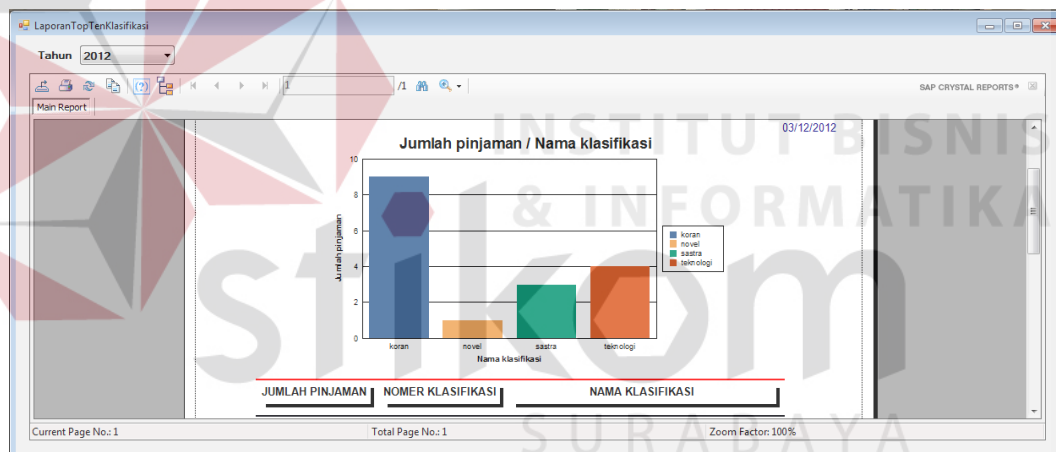 LaporanTopTenKlasifikasi
Tahun 2012
1 /1
SAP CRYSTAL REPORTS®
Main Report
03/12/2012
Jumlah pinjaman / Nama klasifikasi
Jumlah pinjaman
10
8
6
4
2
0
koran novel sastra teknologi
Nama klasifikasi
koran
novel
sastra
teknologi
JUMLAH PINJAMAN NOMER KLASIFIKASI NAMA KLASIFIKASI
Current Page No.: 1 Total Page No.: 1 Zoom Factor: 100%
INSTITUT BISNIS
& INFORMATIKA
stikom
SURABAYA